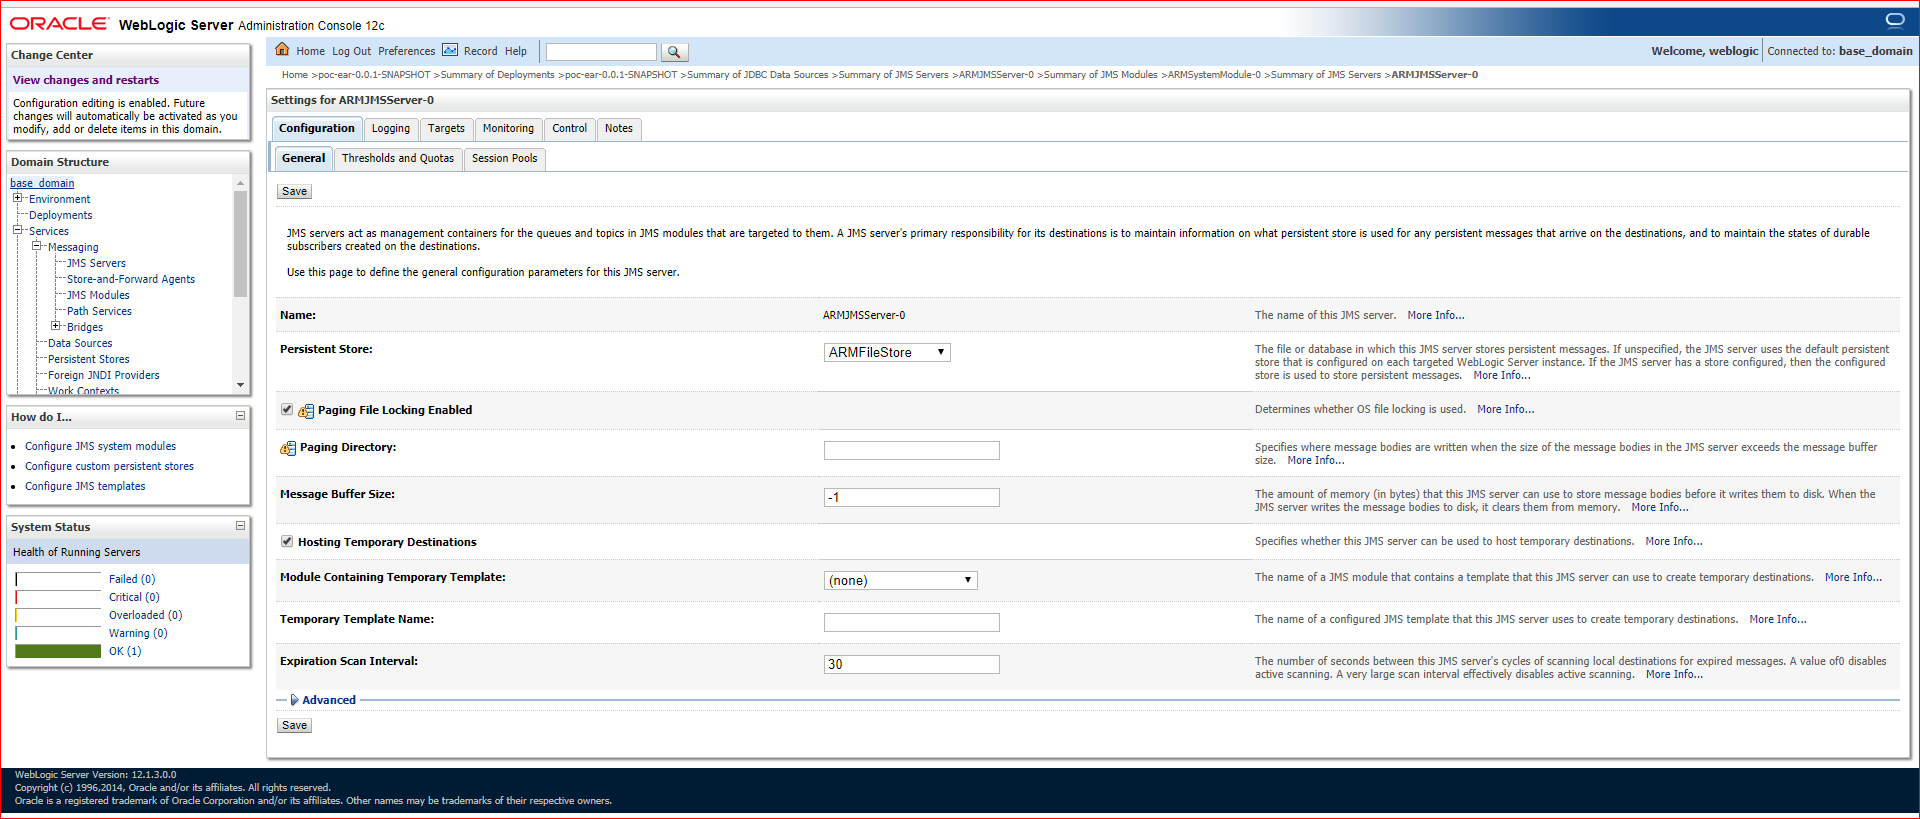 ORACLE® WebLogic Server Administration Console 12c
Change Center
View changes and restarts
Configuration editing is enabled. Future
changes will automatically be activated as you
modify, add or delete items in this domain.
Domain Structure
base_domain
Environment
Deployments
Services
Messaging
JMS Servers
Store-and-Forward Agents
JMS Modules
Path Services
Bridges
Data Sources
Persistent Stores
Foreign JNDI Providers
Work Contexts
How do I...
Configure JMS system modules
Configure custom persistent stores
Configure JMS templates
System Status
Health of Running Servers
Failed (0)
Critical (0)
Overloaded (0)
Warning (0)
OK (1)
Home Log Out Preferences Record Help
Welcome, weblogic Connected to: base_domain
Home >poc-ear-0.0.1-SNAPSHOT >Summary of Deployments >poc-ear-0.0.1-SNAPSHOT >Summary of JDBC Data Sources >Summary of JMS Servers >ARMJMSServer-0 >Summary of JMS Modules >ARMSystemModule-0 >Summary of JMS Servers >ARMJMSServer-0
Settings for ARMJMSServer-0
Configuration Logging Targets Monitoring Control Notes
General Thresholds and Quotas Session Pools
Save
JMS servers act as management containers for the queues and topics in JMS modules that are targeted to them. A JMS server's primary responsibility for its destinations is to maintain information on what persistent store is used for any persistent messages that arrive on the destinations, and to maintain the states of durable
subscribers created on the destinations.
Use this page to define the general configuration parameters for this JMS server.
Name: ARMJMSServer-0 The name of this JMS server. More Info...
Persistent Store: ARMFileStore The file or database in which this JMS server stores persistent messages. If unspecified, the JMS server uses the default persistent
store that is configured on each targeted WebLogic Server instance. If the JMS server has a store configured, then the configured
store is used to store persistent messages. More Info...
Paging File Locking Enabled Determines whether OS file locking is used. More Info...
Paging Directory: Specifies where message bodies are written when the size of the message bodies in the JMS server exceeds the message buffer
size. More Info...
Message Buffer Size: -1 The amount of memory (in bytes) that this JMS server can use to store message bodies before it writes them to disk. When the
JMS server writes the message bodies to disk, it clears them from memory. More Info...
Hosting Temporary Destinations Specifies whether this JMS server can be used to host temporary destinations. More Info...
Module Containing Temporary Template: (none) The name of a JMS module that contains a template that this JMS server can use to create temporary destinations. More Info...
Temporary Template Name: The name of a configured JMS template that this JMS server uses to create temporary destinations. More Info...
Expiration Scan Interval: 30 The number of seconds between this JMS server's cycles of scanning local destinations for expired messages. A value of0 disables
active scanning. A very large scan interval effectively disables active scanning. More Info...
Advanced
Save
WebLogic Server Version: 12.1.3.0.0
Copyright (c) 1996,2014, Oracle and/or its affiliates. All rights reserved.
Oracle is a registered trademark of Oracle Corporation and/or its affiliates. Other names may be trademarks of their respective owners.